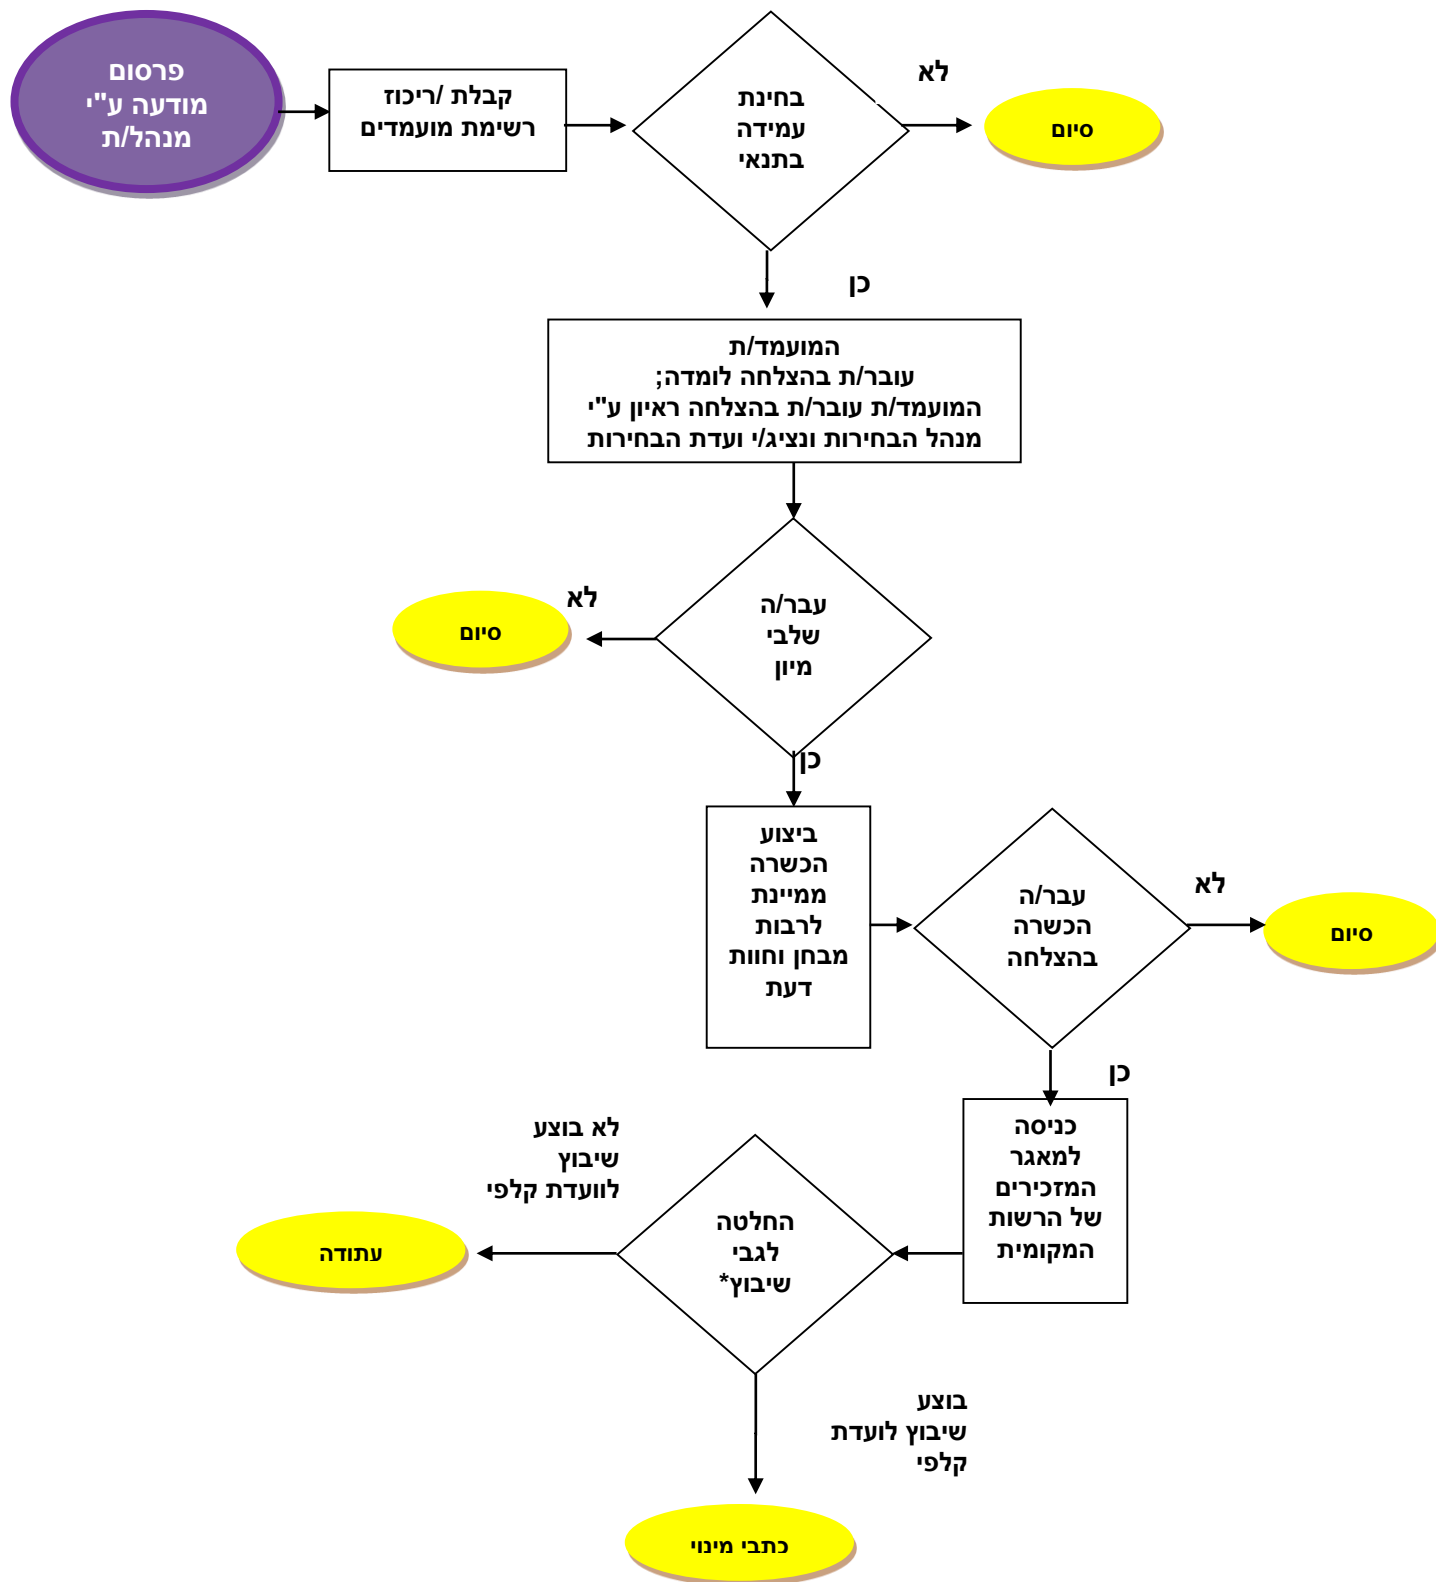 פרסום
מודעה ע"י
מנהל/ת
קבלת /ריכוז
רשימת מועמדים
בחינת
עמידה
בתנאי
לא
סיום
כן
המועמד/ת
עובר/ת בהצלחה לומדה;
המועמד/ת עובר/ת בהצלחה ראיון ע"י
מנהל הבחירות ונציג/י ועדת הבחירות
עבר/ה
שלבי
מיון
לא
סיום
כן
ביצוע
הכשרה
ממיינת
לרבות
מבחן וחוות
דעת
עבר/ה
הכשרה
בהצלחה
לא
סיום
כן
כניסה
למאגר
המזכירים
של הרשות
המקומית
החלטה
לגבי
שיבוץ*
לא בוצע
שיבוץ
לוועדת קלפי
עתודה
בוצע
שיבוץ לועדת
קלפי
כתבי מינוי